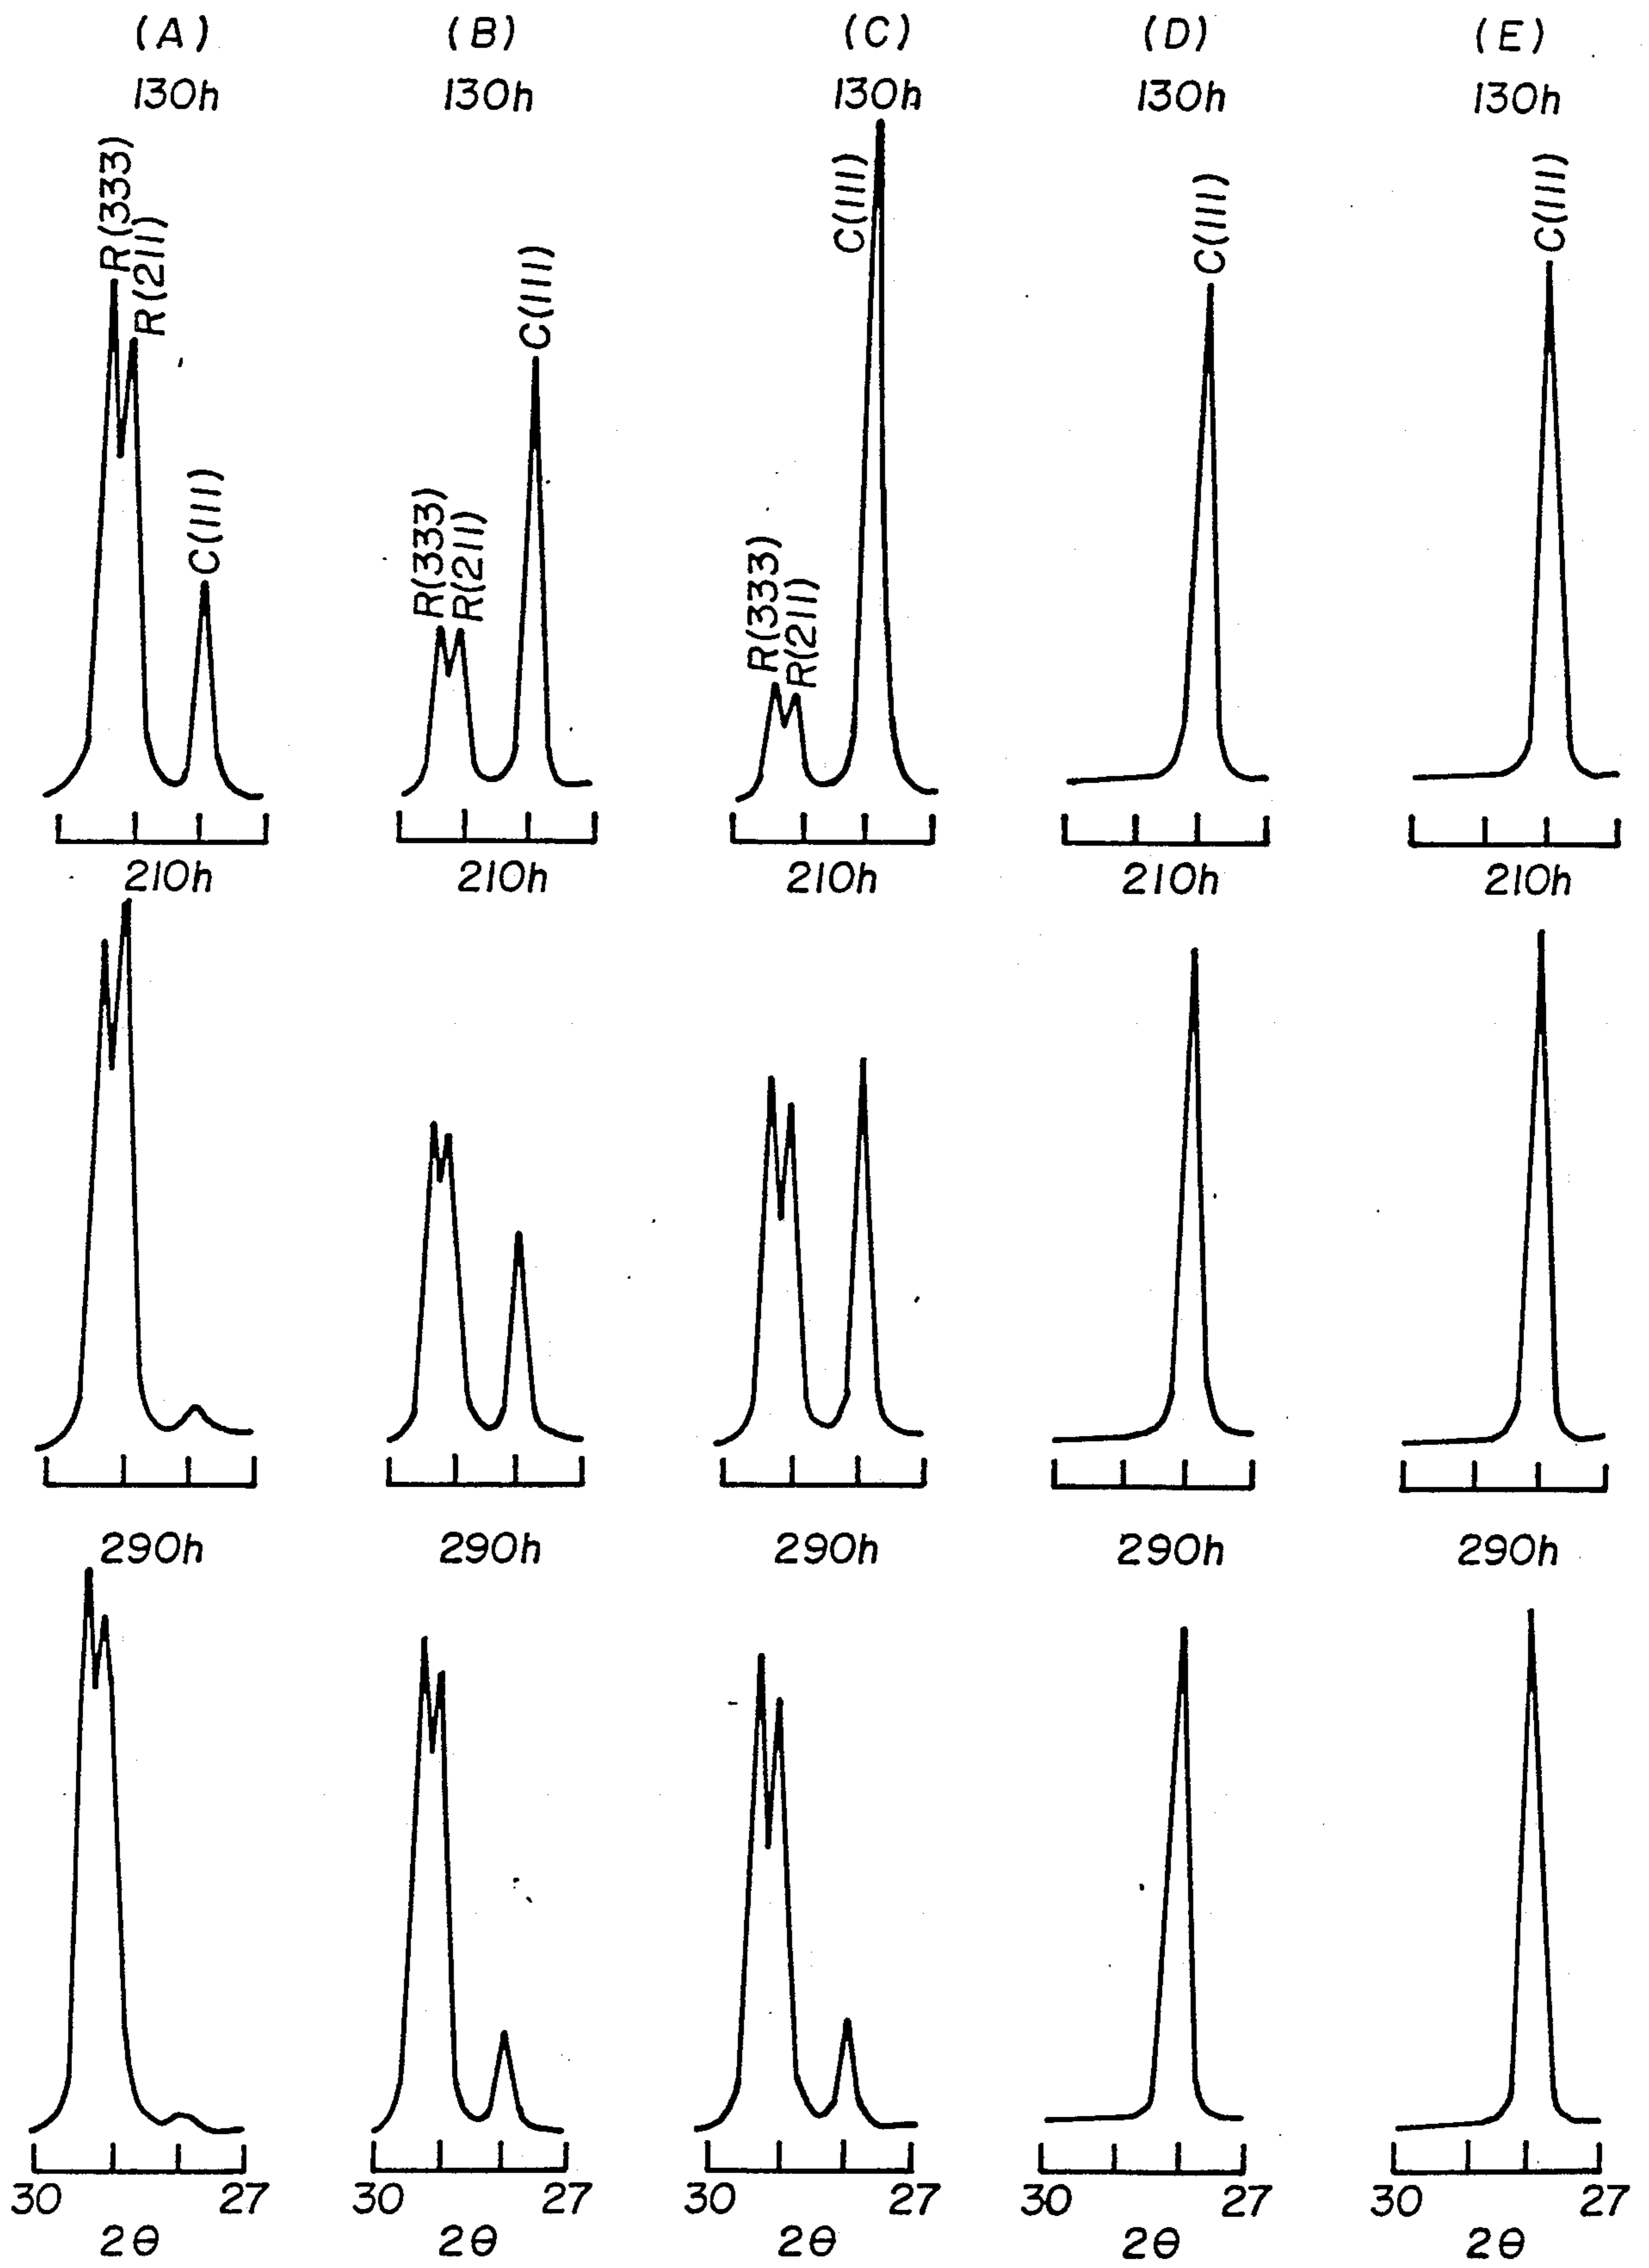 (A) (B) (C) (D) (E)
130h 130h 130h 130h 130h
R(333) R(211) C(111) R(333) R(211) C(111) R(333) R(211) C(111) C(111) C(111)
210h 210h 210h 210h 210h
290h 290h 290h 290h 290h
30 27 30 27 30 27 30 27 30 27
2θ 2θ 2θ 2θ 2θ